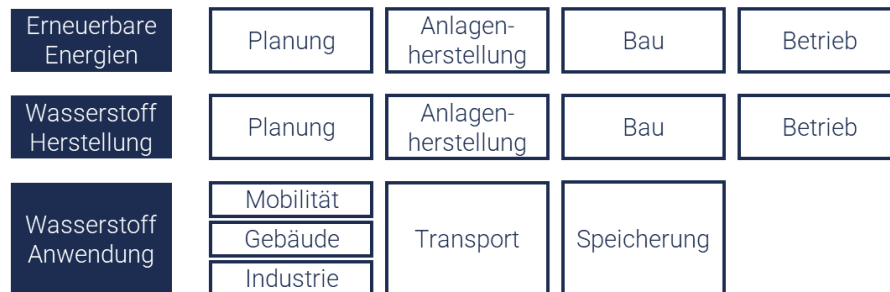 Erneuerbare
Energien
Planung
Anlagen-
herstellung
Bau
Betrieb
Wasserstoff
Herstellung
Planung
Anlagen-
herstellung
Bau
Betrieb
Wasserstoff
Anwendung
Mobilität
Gebäude
Industrie
Transport
Speicherung